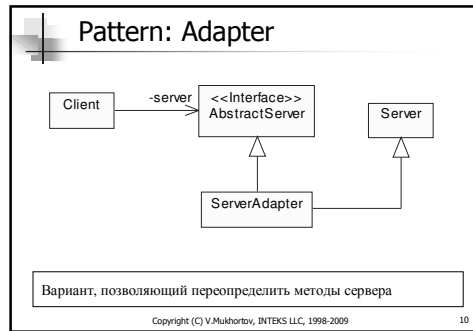 Pattern: Adapter
Client
-server
<<Interface>>
AbstractServer
Server
ServerAdapter
Вариант, позволяющий переопределить методы сервера
Copyright (C) V.Mukhortov, INTEKS LLC, 1998-2009
10